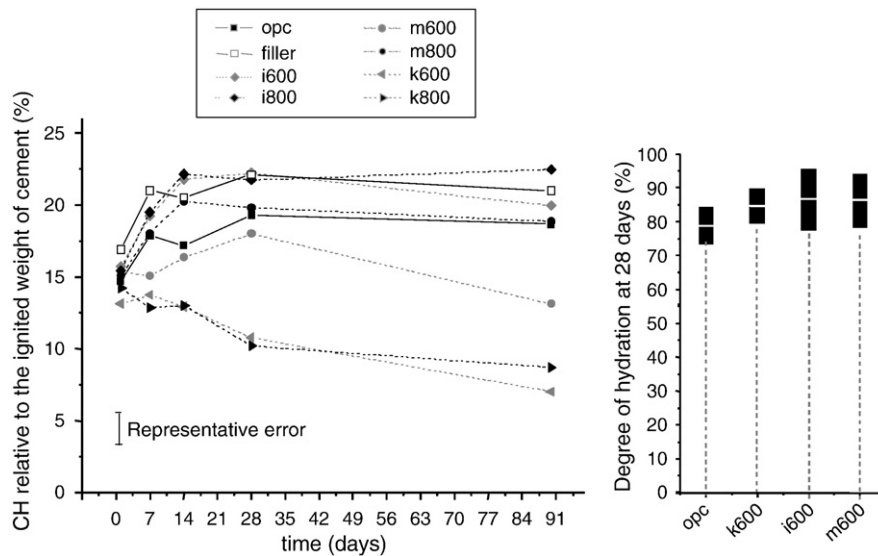 opc
filler
i600
i800
m600
m800
k600
k800
CH relative to the ignited weight of cement (%)
25
20
15
10
5
0
Representative error
0 7 14 21 28 35 42 49 56 63 70 77 84 91
time (days)
Degree of hydration at 28 days (%)
100
90
80
70
60
50
40
30
20
10
0
opc k600 i600 m600